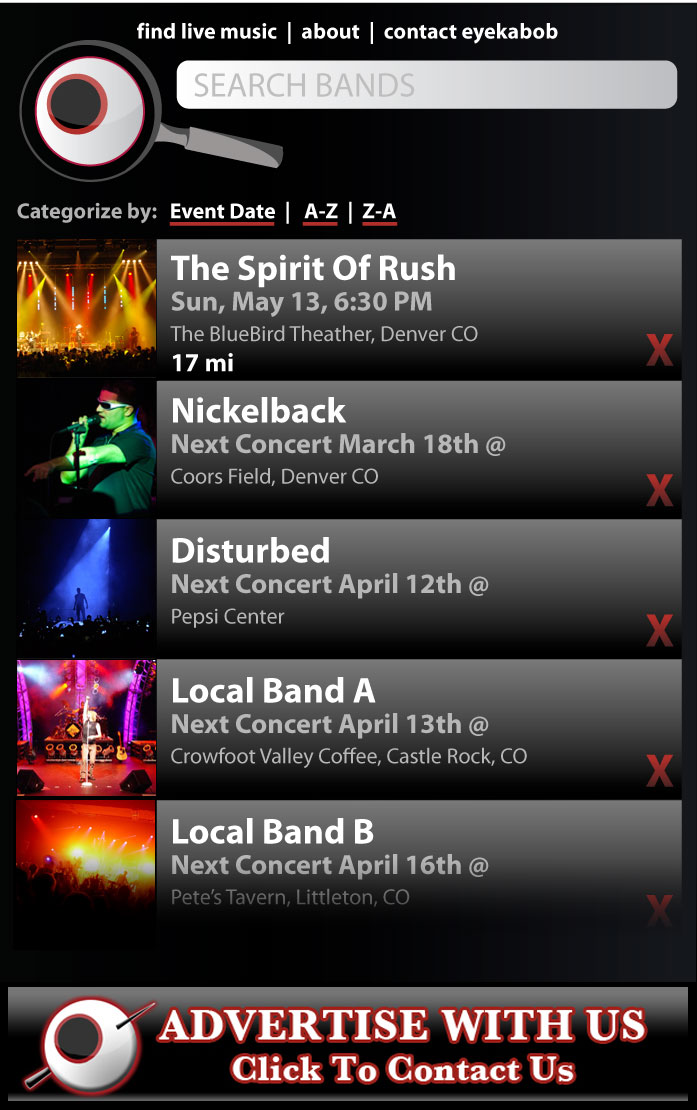 find live music | about | contact eyekabob
SEARCH BANDS
Categorize by: Event Date | A-Z | Z-A
The Spirit Of Rush
Sun, May 13, 6:30 PM
The BlueBird Theather, Denver CO
17 mi
X
Nickelback
Next Concert March 18th @
Coors Field, Denver CO
X
Disturbed
Next Concert April 12th @
Pepsi Center
X
Local Band A
Next Concert April 13th @
Crowfoot Valley Coffee, Castle Rock, CO
X
Local Band B
Next Concert April 16th @
Pete's Tavern, Littleton, CO
X
ADVERTISE WITH US
Click To Contact Us